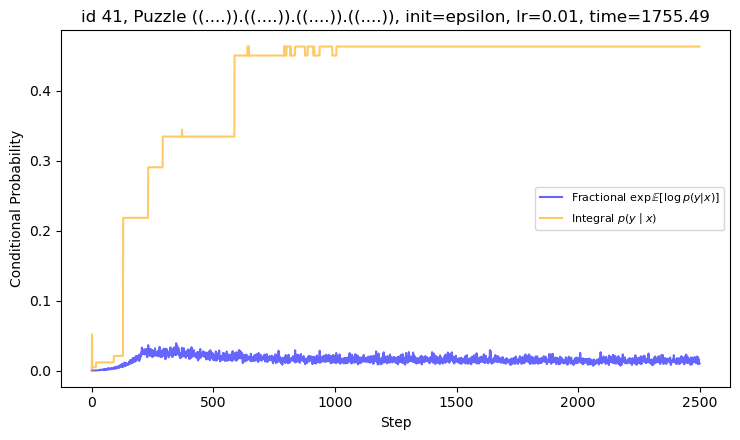 id 41, Puzzle ((....)).((....)).((....)).((....)), init=epsilon, lr=0.01, time=1755.49
Conditional Probability
0.4
0.3
0.2
0.1
0.0
Fractional exp𝔼[log p(y|x)]
Integral p(y | x)
0
500
1000
1500
2000
2500
Step